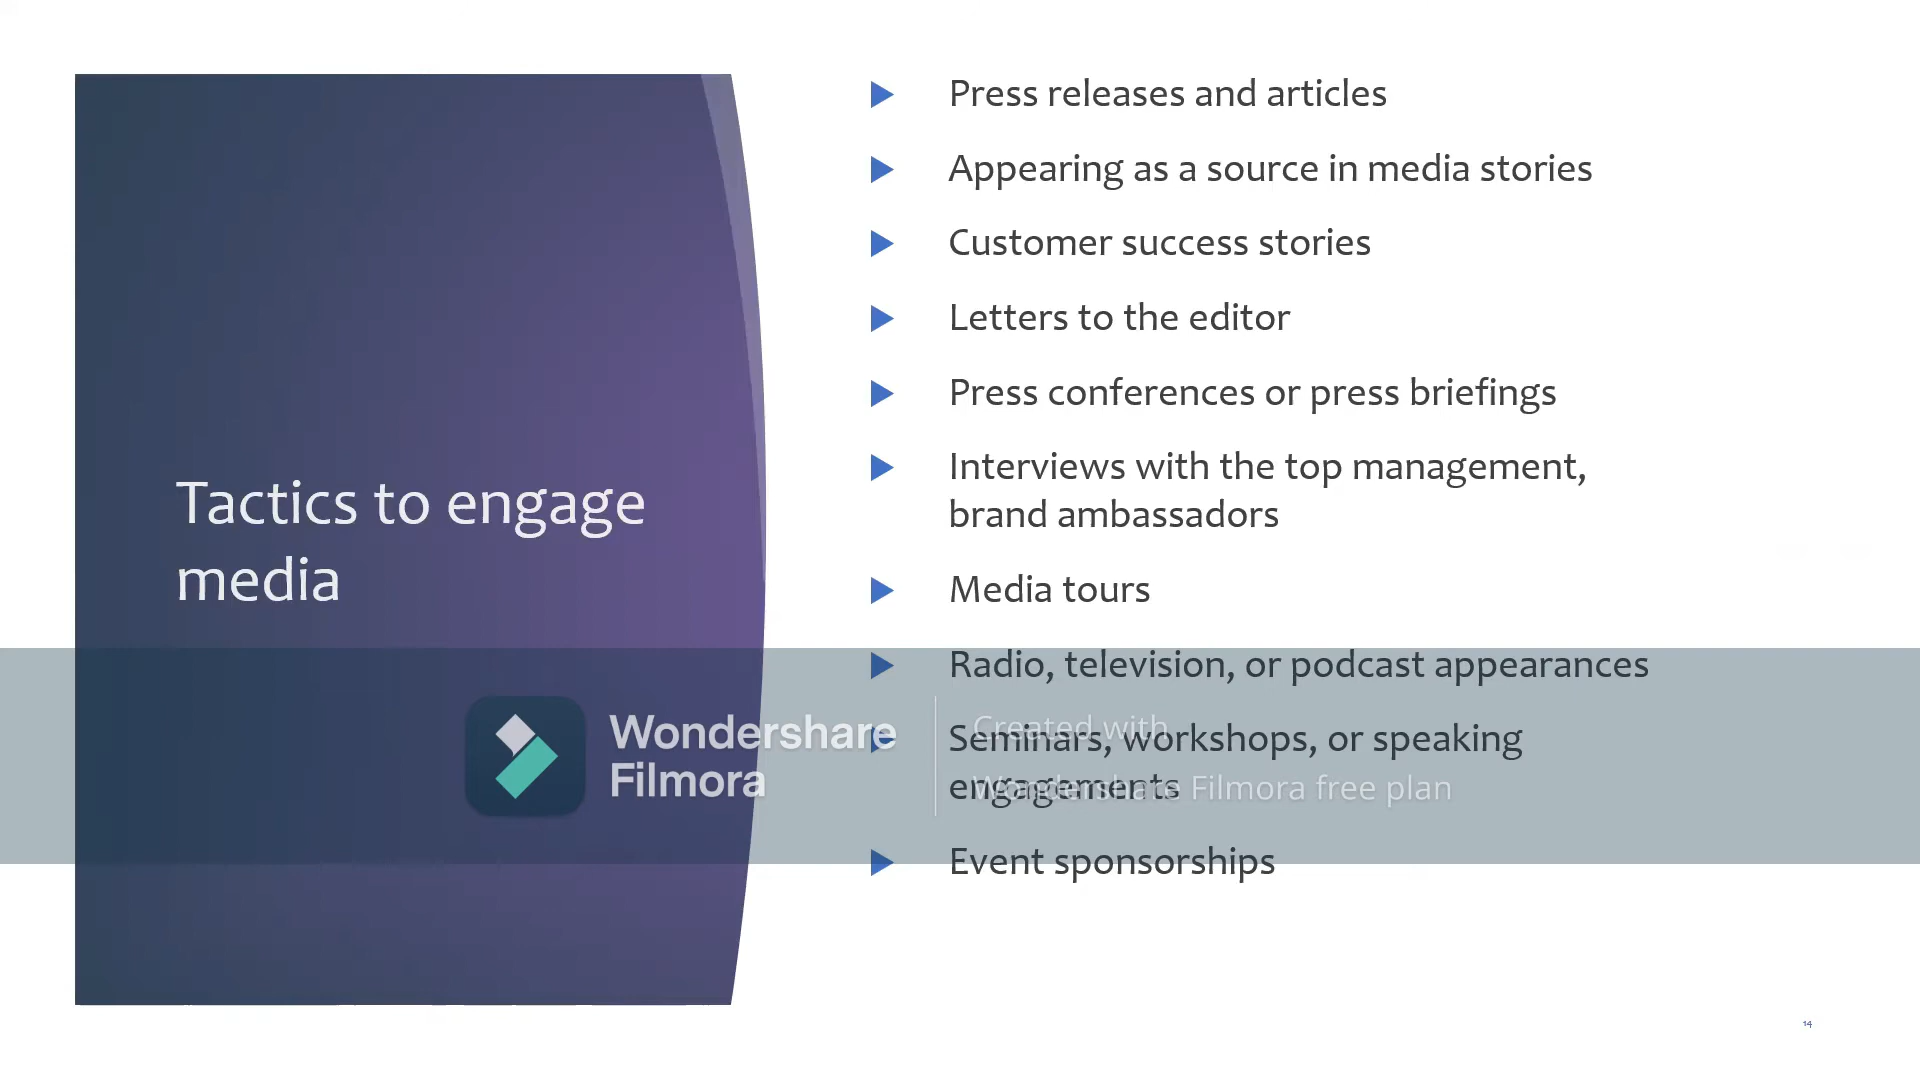 Tactics to engage
media
Press releases and articles
Appearing as a source in media stories
Customer success stories
Letters to the editor
Press conferences or press briefings
Interviews with the top management,
brand ambassadors
Media tours
Radio, television, or podcast appearances
Seminars, workshops, or speaking
engagements
Event sponsorships
Wondershare
Filmora
Created with
Wondershare Filmora free plan
14